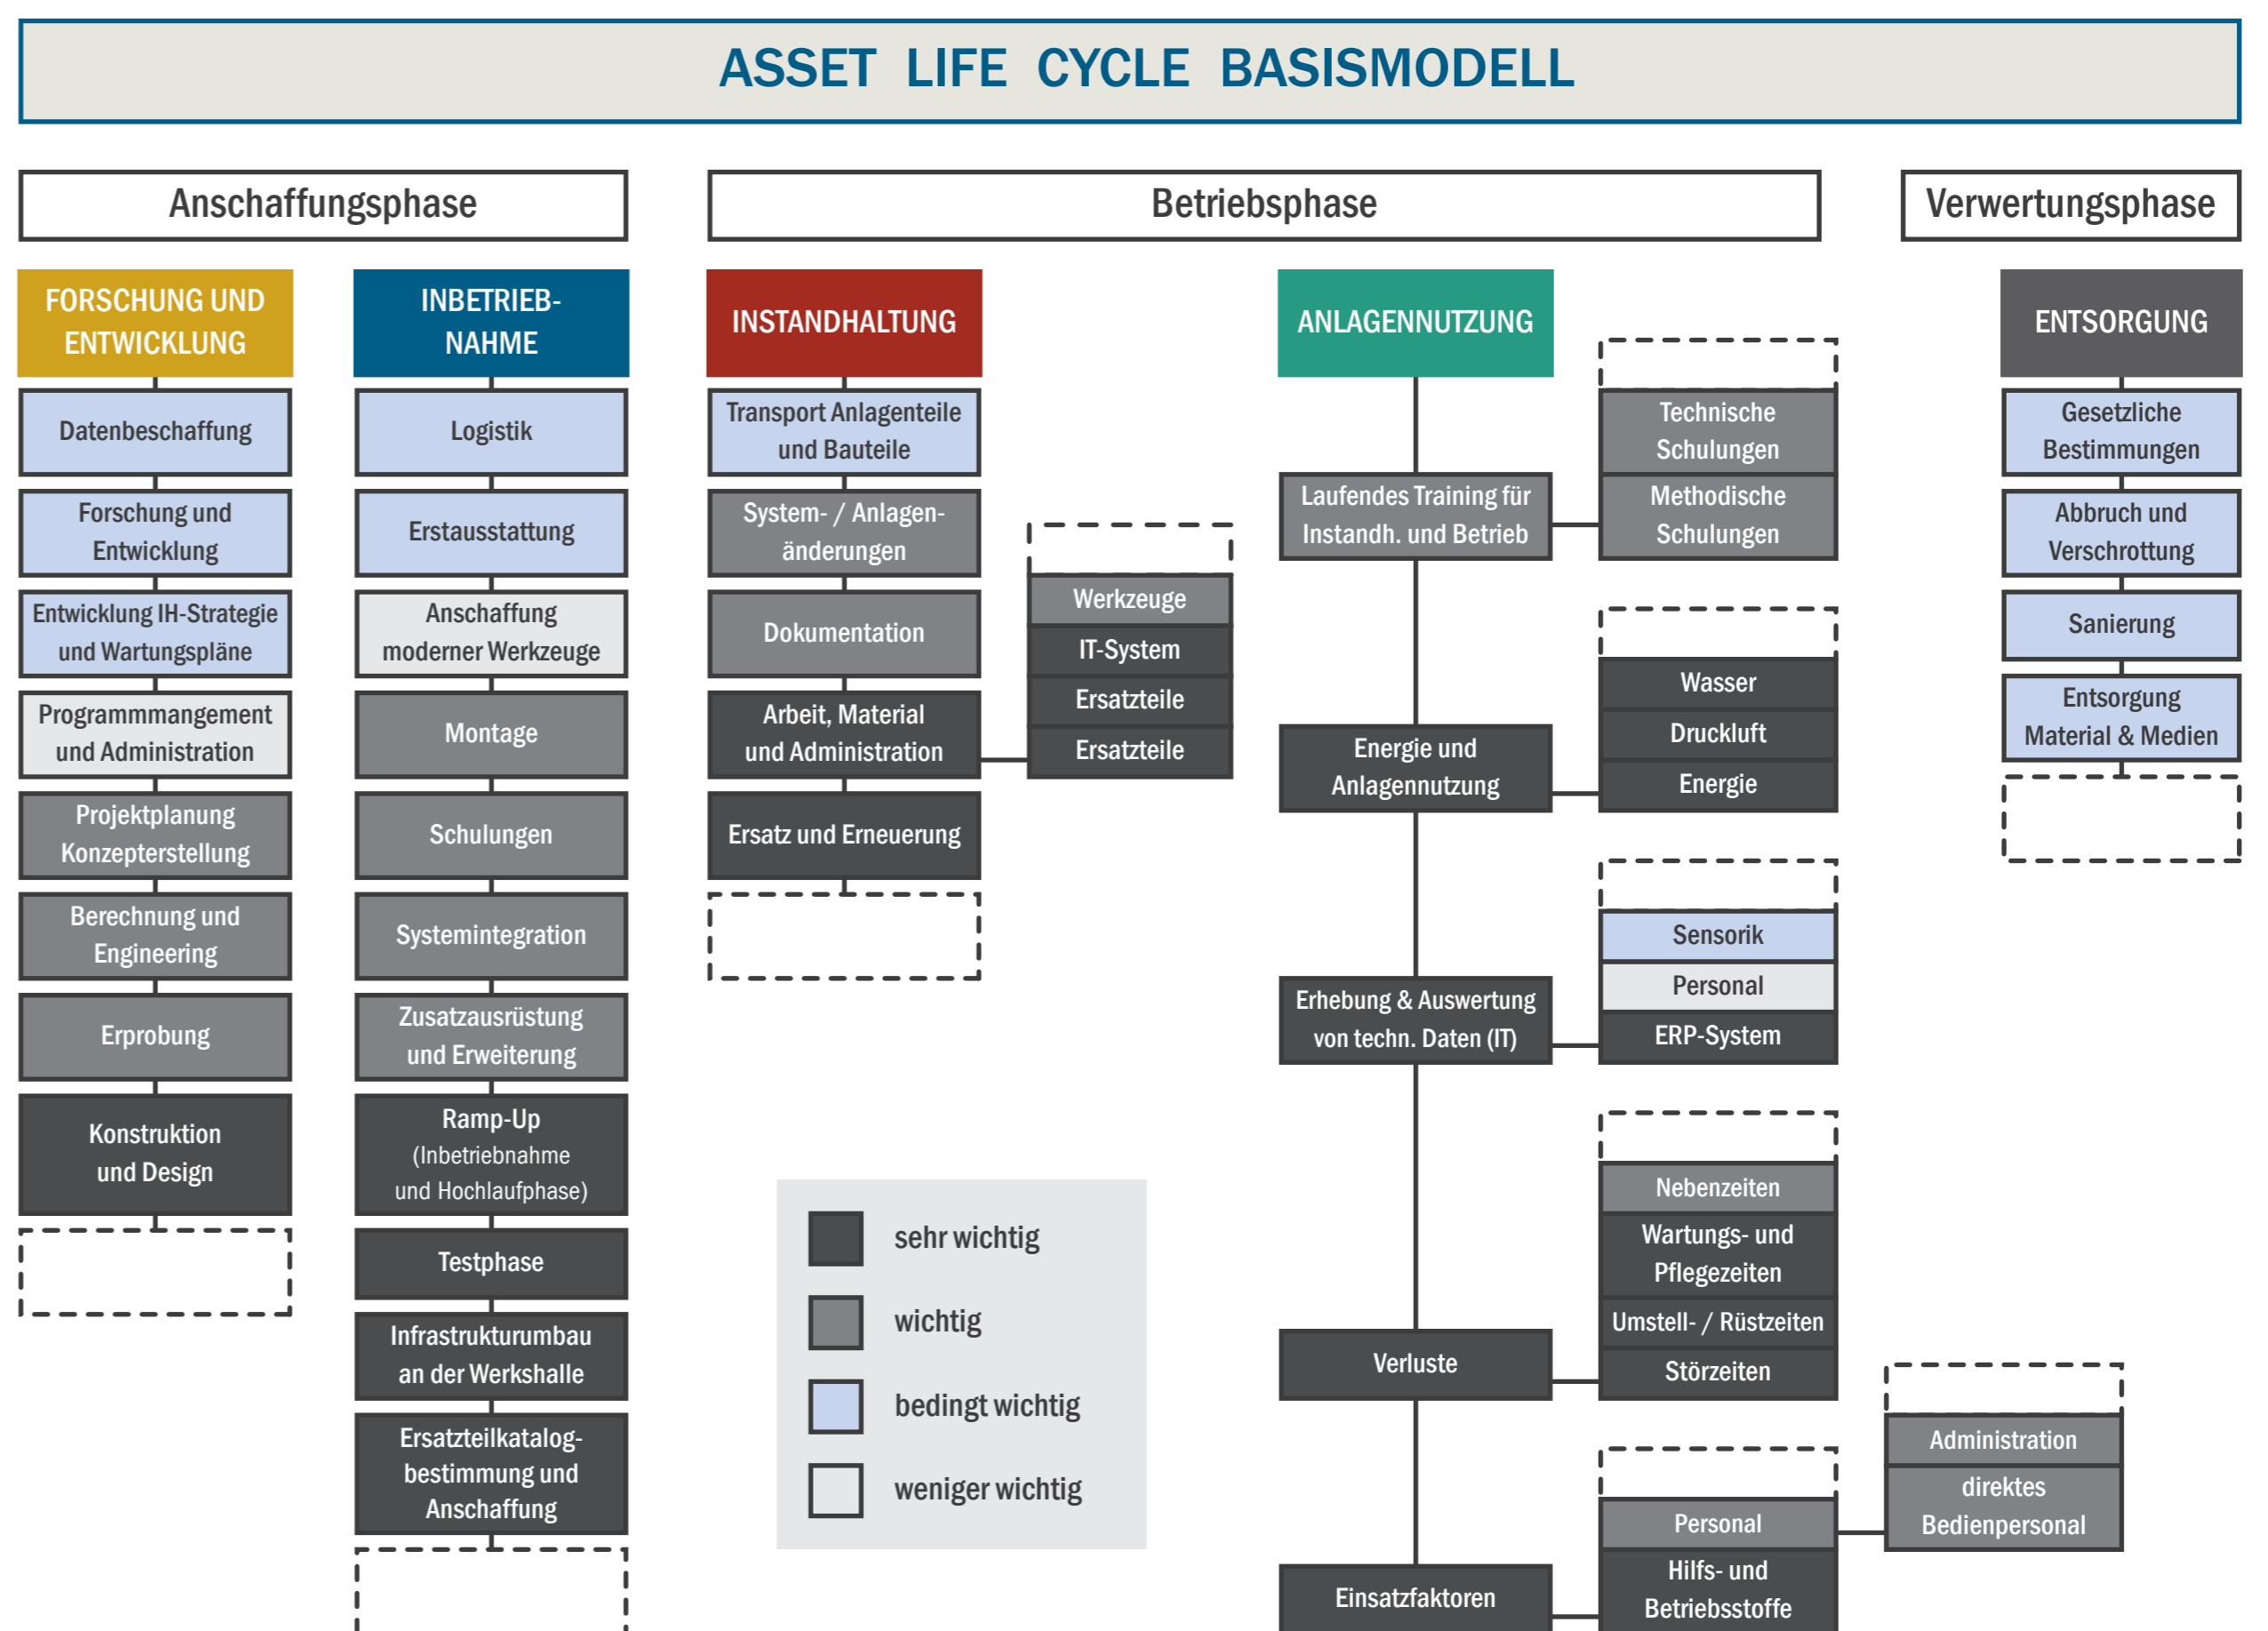 ASSET LIFE CYCLE BASISMODELL
Anschaffungsphase
Betriebsphase
Verwertungsphase
FORSCHUNG UND
ENTWICKLUNG
Datenbeschaffung
Forschung und
Entwicklung
Entwicklung IH-Strategie
und Wartungspläne
Programmmangement
und Administration
Projektplanung
Konzepterstellung
Berechnung und
Engineering
Erprobung
Konstruktion
und Design
INBETRIEB-
NAHME
Logistik
Erstausstattung
Anschaffung
moderner Werkzeuge
Montage
Schulungen
Systemintegration
Zusatzausrüstung
und Erweiterung
Ramp-Up
(Inbetriebnahme
und Hochlaufphase)
Testphase
Infrastrukturumbau
an der Werkshalle
Ersatzteilkatalog-
bestimmung und
Anschaffung
INSTANDHALTUNG
Transport Anlagenteile
und Bauteile
System- / Anlagen-
änderungen
Dokumentation
Arbeit, Material
und Administration
Ersatz und Erneuerung
Werkzeuge
IT-System
Ersatzteile
Ersatzteile
sehr wichtig
wichtig
bedingt wichtig
weniger wichtig
ANLAGENNUTZUNG
Laufendes Training für
Instandh. und Betrieb
Technische
Schulungen
Methodische
Schulungen
Energie und
Anlagennutzung
Wasser
Druckluft
Energie
Erhebung & Auswertung
von techn. Daten (IT)
Sensorik
Personal
ERP-System
Verluste
Nebenzeiten
Wartungs- und
Pflegezeiten
Umstell- / Rüstzeiten
Störzeiten
Einsatzfaktoren
Personal
Hilfs- und
Betriebsstoffe
Administration
direktes
Bedienpersonal
ENTSORGUNG
Gesetzliche
Bestimmungen
Abbruch und
Verschrottung
Sanierung
Entsorgung
Material & Medien